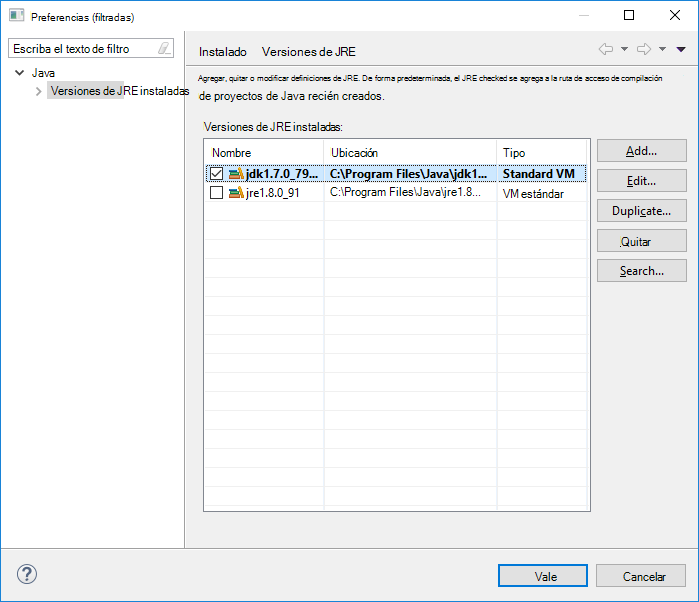 Preferencias (filtradas)
Escriba el texto de filtro
Java
Versiones de JRE instaladas
Instalado Versiones de JRE
Agregar, quitar o modificar definiciones de JRE. De forma predeterminada, el JRE checked se agrega a la ruta de acceso de compilación
de proyectos de Java recién creados.
Versiones de JRE instaladas:
Nombre Ubicación Tipo
jdk1.7.0_79... C:\Program Files\Java\jdk1... Standard VM
jre1.8.0_91 C:\Program Files\Java\jre1.8... VM estándar
Add...
Edit...
Duplicate...
Quitar
Search...
?
Vale Cancelar